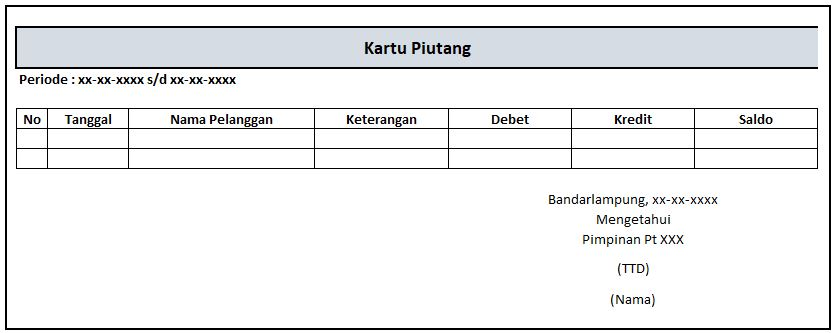 Kartu Piutang
Periode : xx-xx-xxxx s/d xx-xx-xxxx
No Tanggal Nama Pelanggan Keterangan Debet Kredit Saldo
Bandarlampung, xx-xx-xxxx
Mengetahui
Pimpinan Pt XXX
(TTD)
(Nama)